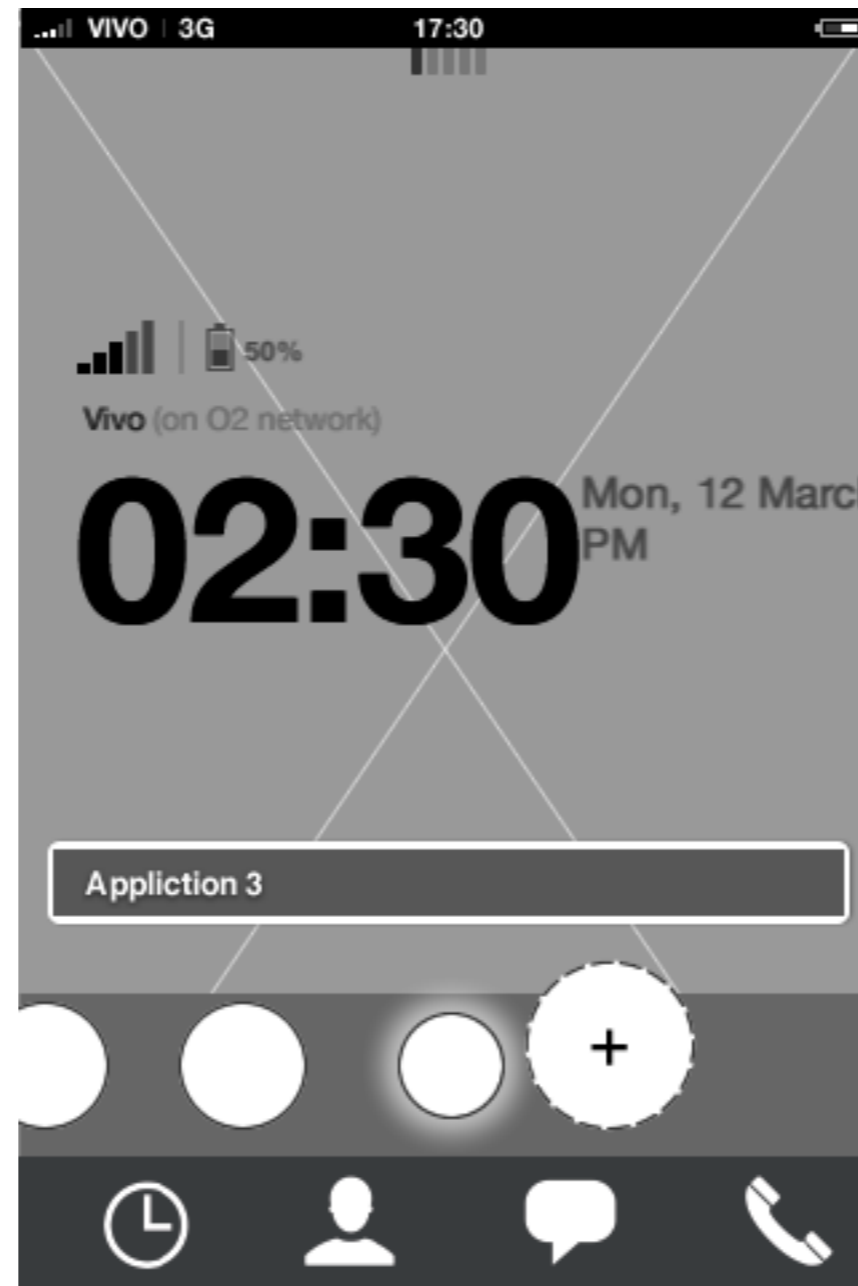 VIVO 3G 17:30
50%
Vivo (on O2 network)
02:30
Mon, 12 Marc
PM
Appliction 3
+